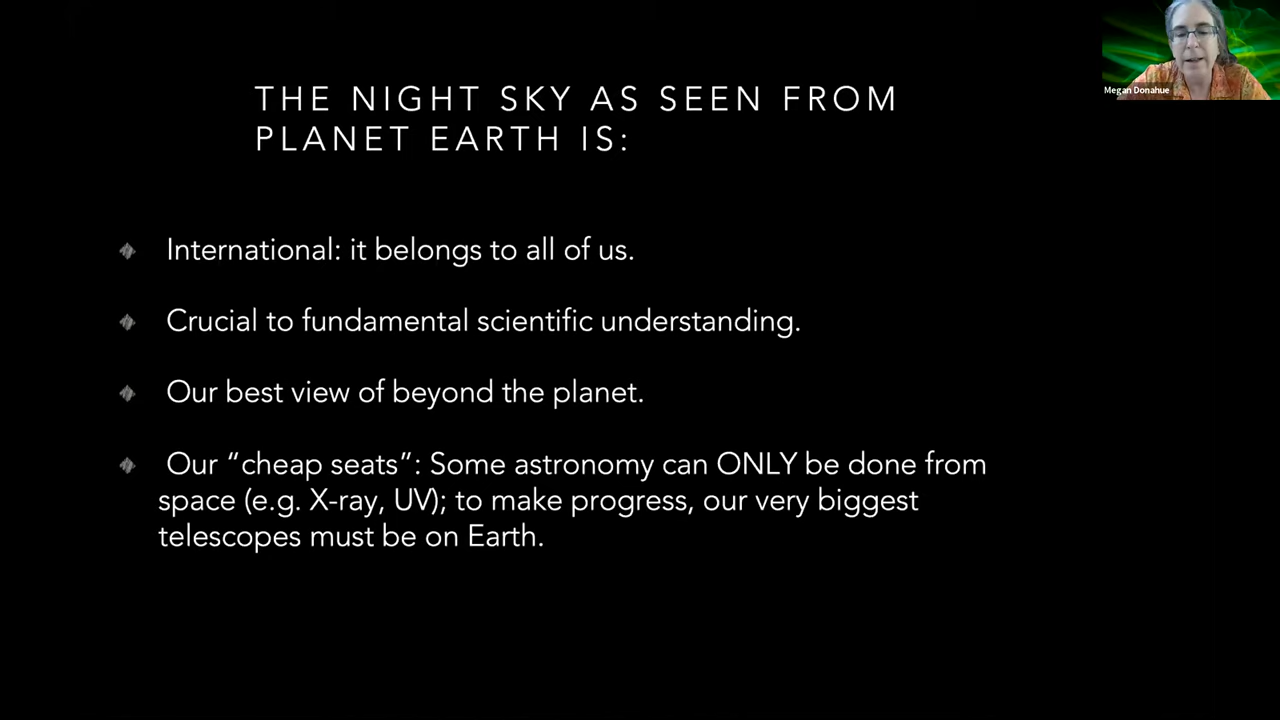 THE NIGHT SKY AS SEEN FROM
PLANET EARTH IS:
International: it belongs to all of us.
Crucial to fundamental scientific understanding.
Our best view of beyond the planet.
Our “cheap seats”: Some astronomy can ONLY be done from
space (e.g. X-ray, UV); to make progress, our very biggest
telescopes must be on Earth.
Megan Donahue